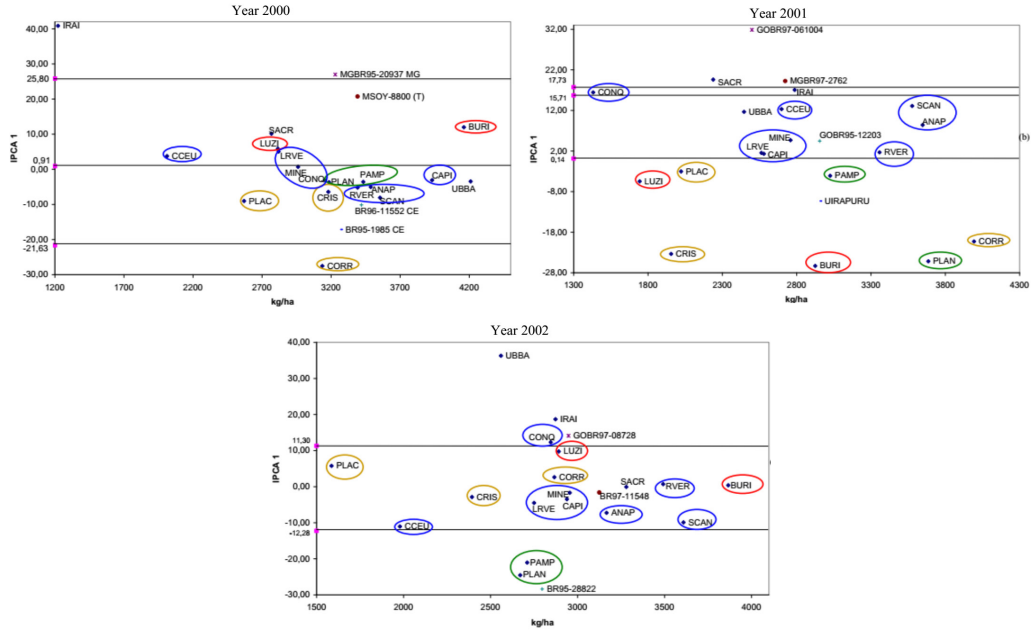 Year 2000
IPCA 1
40,00
25,80
20,00
10,00
0,91
0,00
-10,00
-20,00
-21,63
-30,00
IRAI
MGBR95-20937 MG
MSOY-8800 (T)
BURI
SACR
LUZI
CCEU
LRVE
MINE
CONQ
PLAN
PAMP
CAPI
UBBA
CRIS
RVER
ANAP
SCAN
PLAC
BR96-11552 CE
BR95-1985 CE
CORR
1200
1700
2200
2700
3200
3700
4200
kg/ha
Year 2001
IPCA 1
32,00
22,00
17,73
15,71
12,00
2,00
0,14
-8,00
-18,00
-28,00
GOBR97-061004
SACR
MGBR97-2762
IRAI
CONQ
CCEU
UBBA
SCAN
ANAP
MINE
GOBR95-12203
LRVE
CAPI
RVER
(b)
PLAC
LUZI
PAMP
UIRAPURU
CORR
CRIS
BURI
PLAN
1300
1800
2300
2800
3300
3800
4300
kg/ha
Year 2002
IPCA 1
40,00
30,00
20,00
11,30
10,00
0,00
-10,00
-12,28
-20,00
-30,00
UBBA
IRAI
CONQ
GOBR97-08728
LUZI
PLAC
CORR
SACR
RVER
BURI
CRIS
MINE
BR97-11548
LRVE
CAPI
ANAP
CCEU
SCAN
PAMP
PLAN
BR95-28822
1500
2000
2500
3000
3500
4000
kg/ha